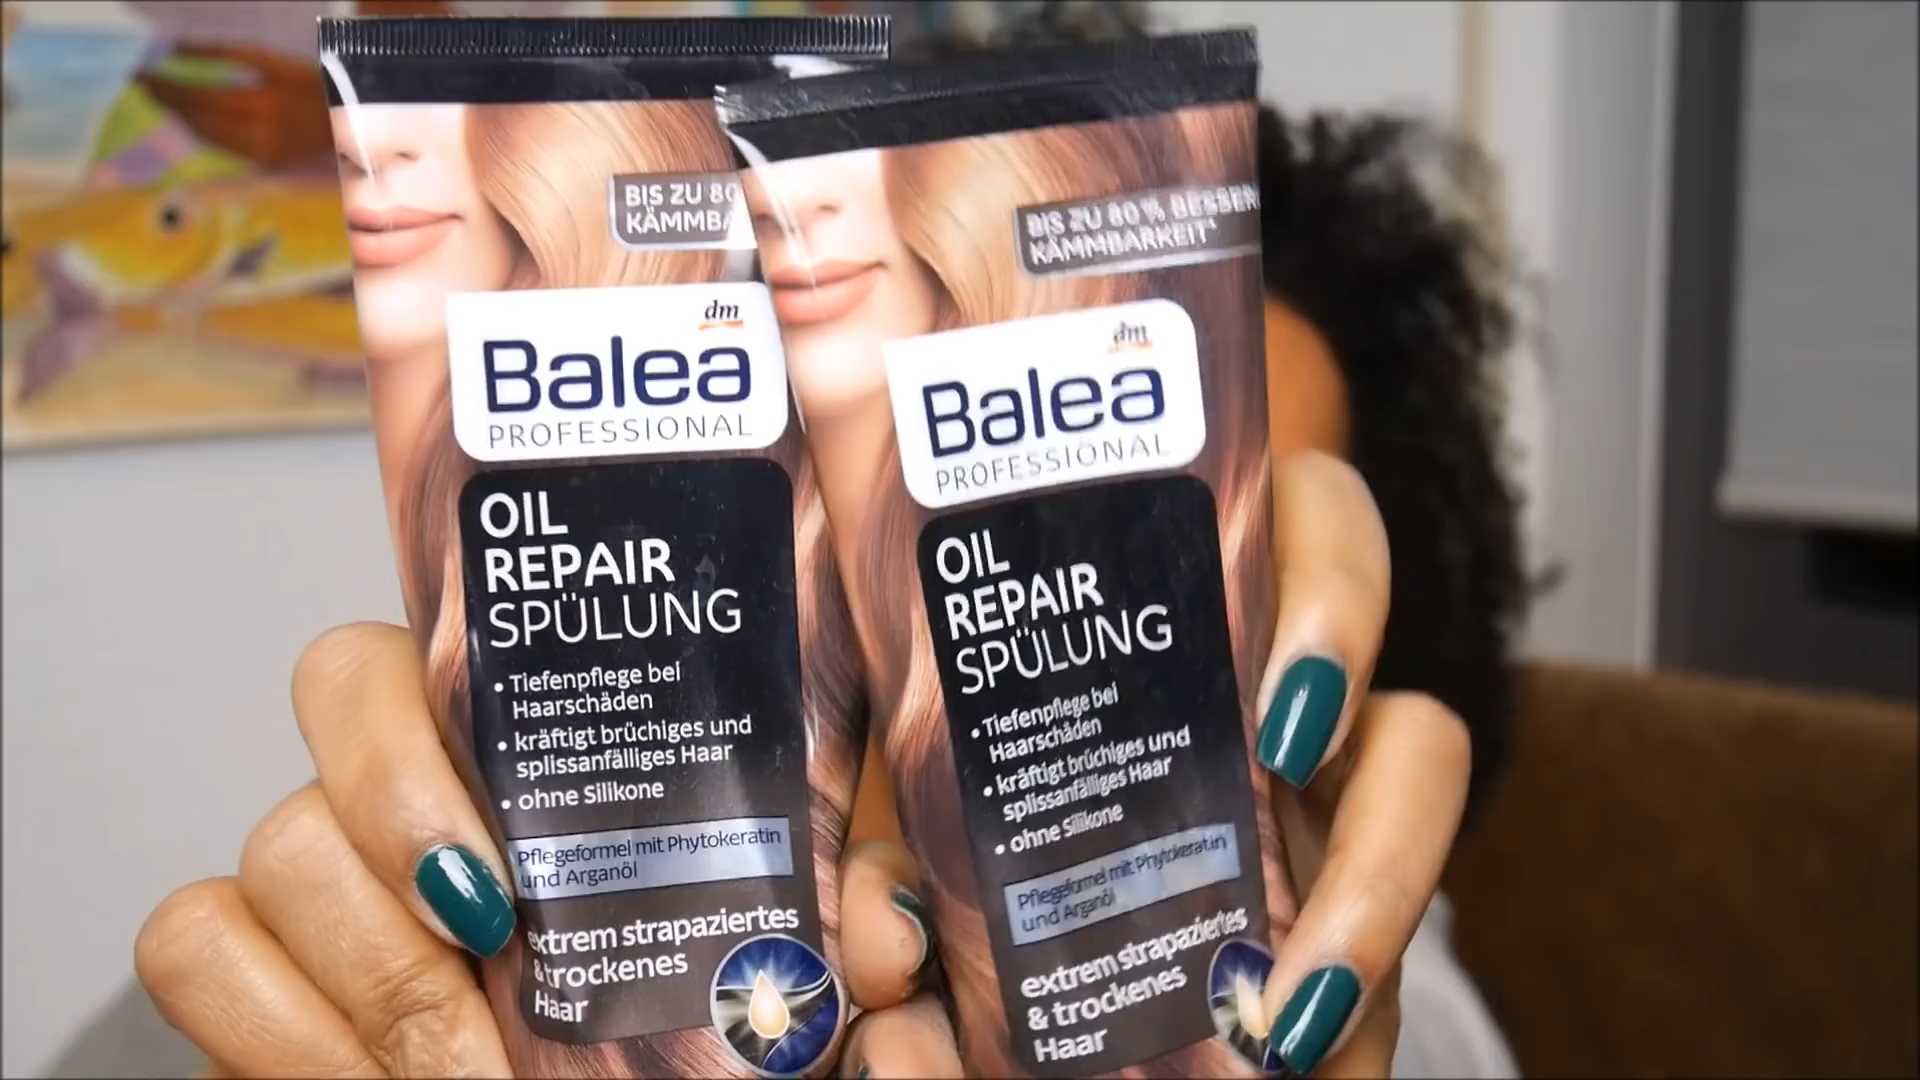 BIS ZU 80
KÄMMBA
dm
Balea
PROFESSIONAL
OIL
REPAIR
SPÜLUNG
• Tiefenpflege bei
Haarschäden
• kräftigt brüchiges und
splissanfälliges Haar
• ohne Silikone
Pflegeformel mit Phytokeratin
und Arganöl
extrem strapaziertes
& trockenes
Haar
BIS ZU 80 % BESSER
KÄMMBARKEIT*
dm
Balea
PROFESSIONAL
OIL
REPAIR
SPÜLUNG
• Tiefenpflege bei
Haarschäden
• kräftigt brüchiges und
splissanfälliges Haar
• ohne Silikone
Pflegeformel mit Phytokeratin
und Arganöl
extrem strapaziertes
& trockenes
Haar